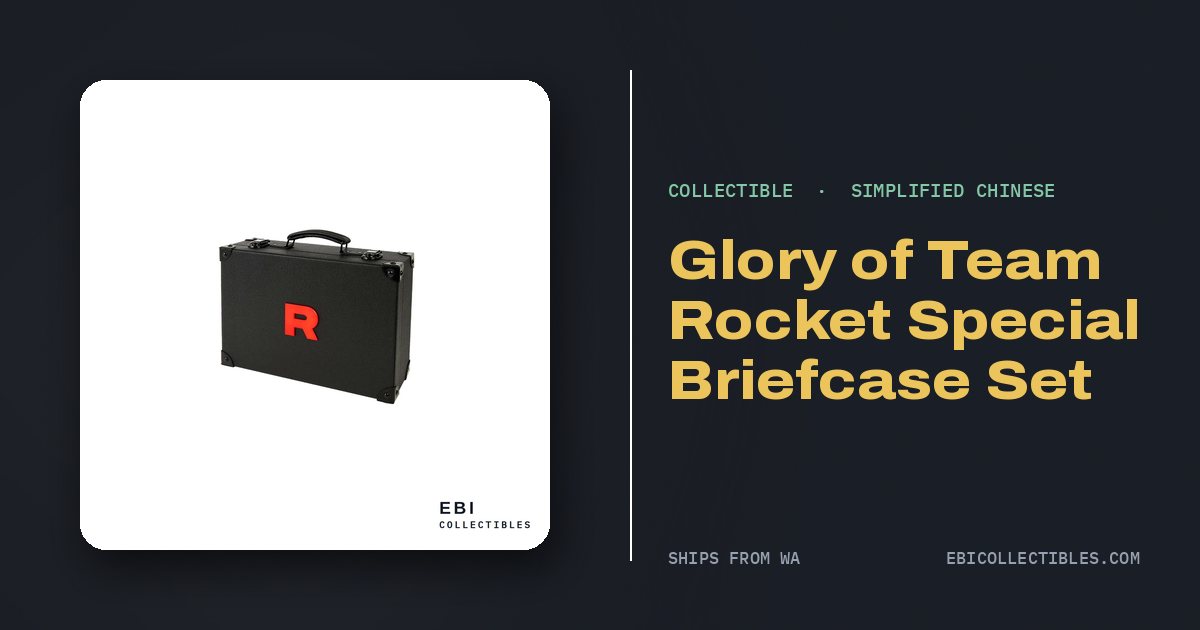 R
EBI
COLLECTIBLES
COLLECTIBLE · SIMPLIFIED CHINESE
Glory of Team
Rocket Special
Briefcase Set
SHIPS FROM WA
EBICOLLECTIBLES.COM